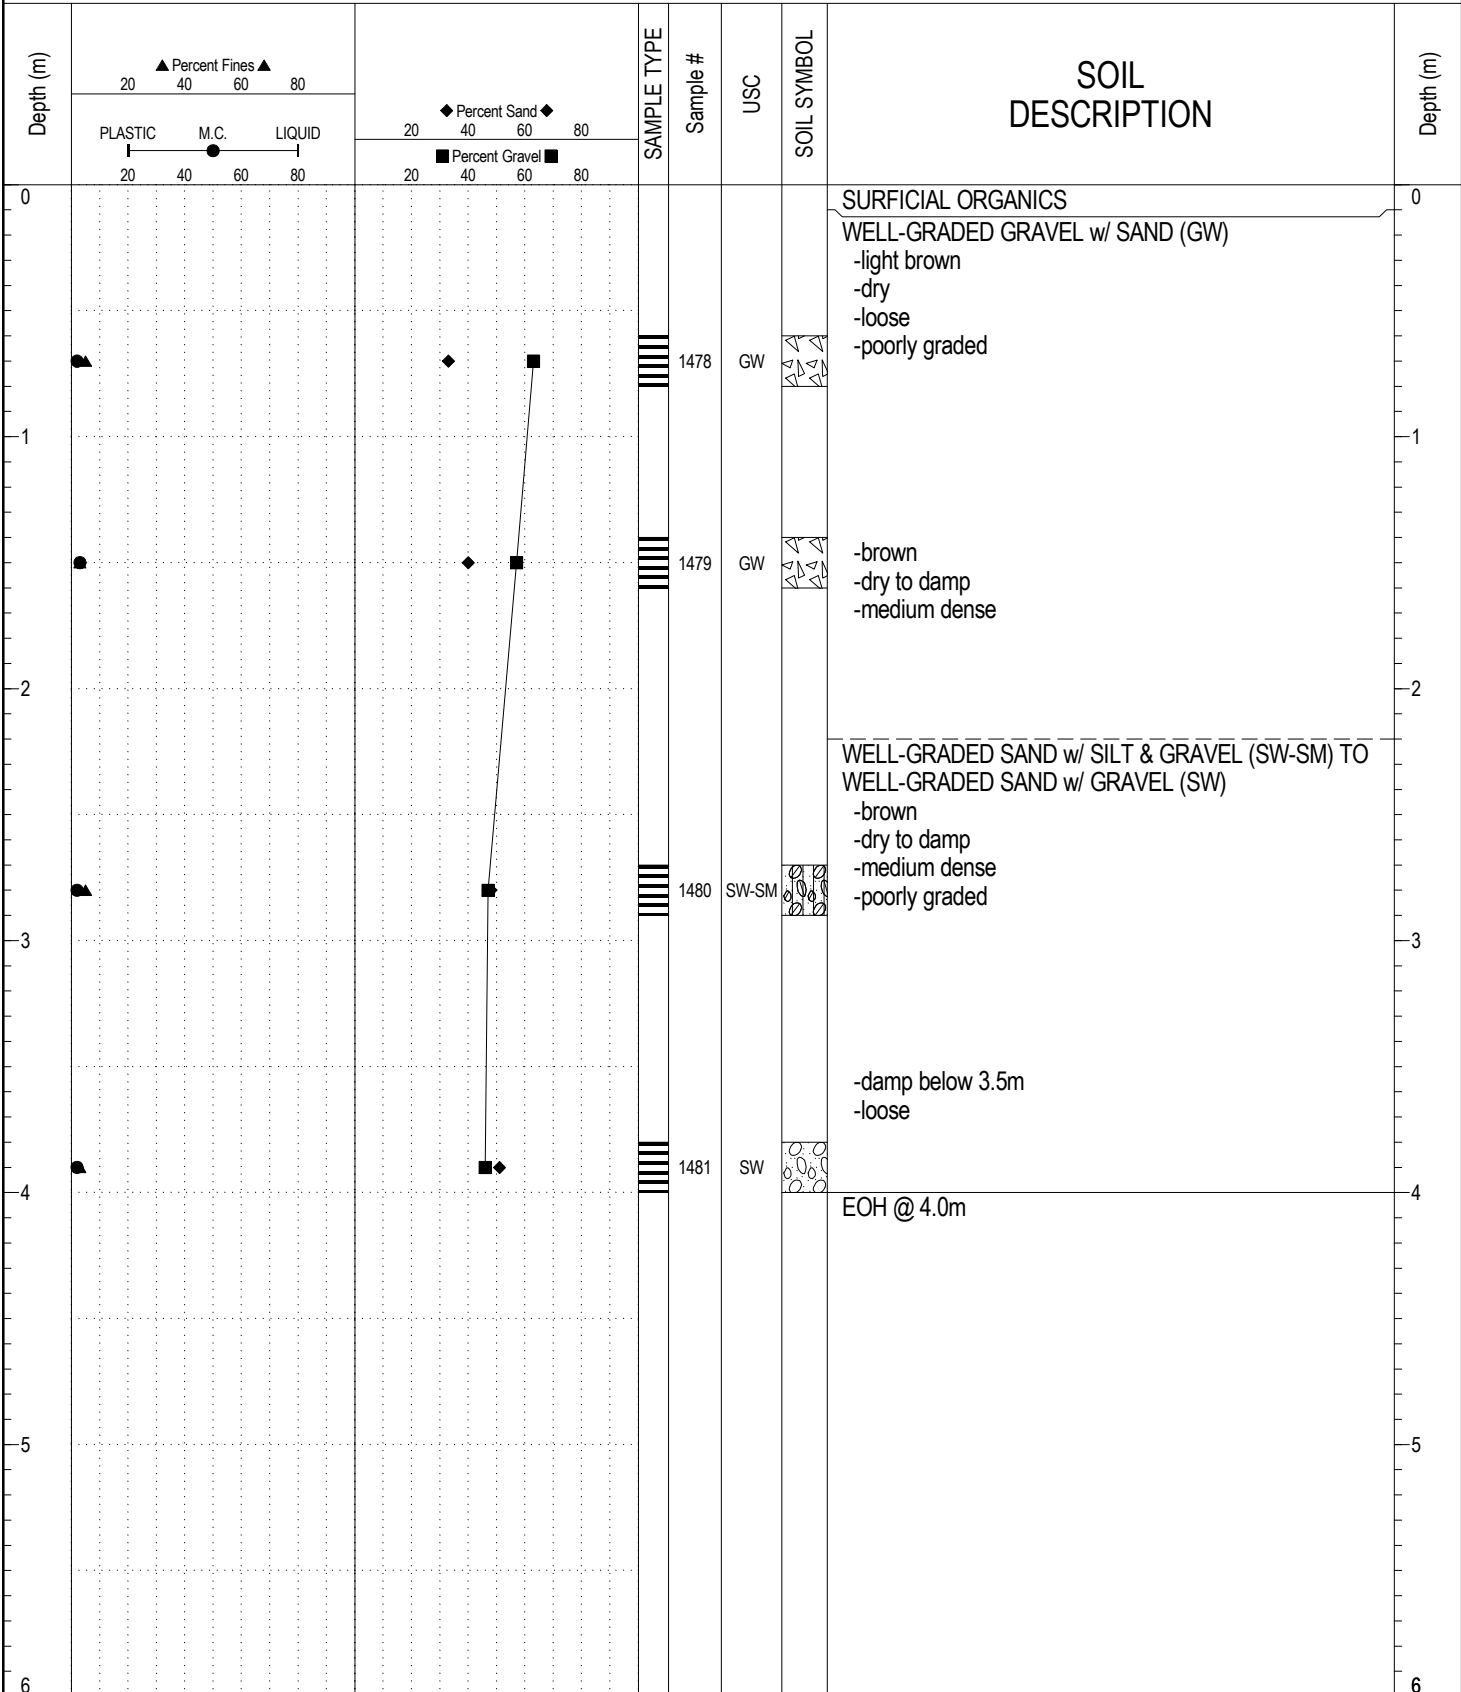 Depth (m)
▲ Percent Fines ▲
20 40 60 80
PLASTIC M.C. LIQUID
20 40 60 80
◆ Percent Sand ◆
20 40 60 80
■ Percent Gravel ■
20 40 60 80
SAMPLE TYPE
Sample #
USC
SOIL SYMBOL
SOIL
DESCRIPTION
Depth (m)
0 SURFICIAL ORGANICS 0
WELL-GRADED GRAVEL w/ SAND (GW)
-light brown
-dry
-loose
-poorly graded
1478 GW
1 1
-brown
1479 GW
-dry to damp
-medium dense
2 2
WELL-GRADED SAND w/ SILT & GRAVEL (SW-SM) TO
WELL-GRADED SAND w/ GRAVEL (SW)
-brown
-dry to damp
-medium dense
1480 SW-SM
-poorly graded
3 3
-damp below 3.5m
-loose
1481 SW
4 4
EOH @ 4.0m
5 5
6 6